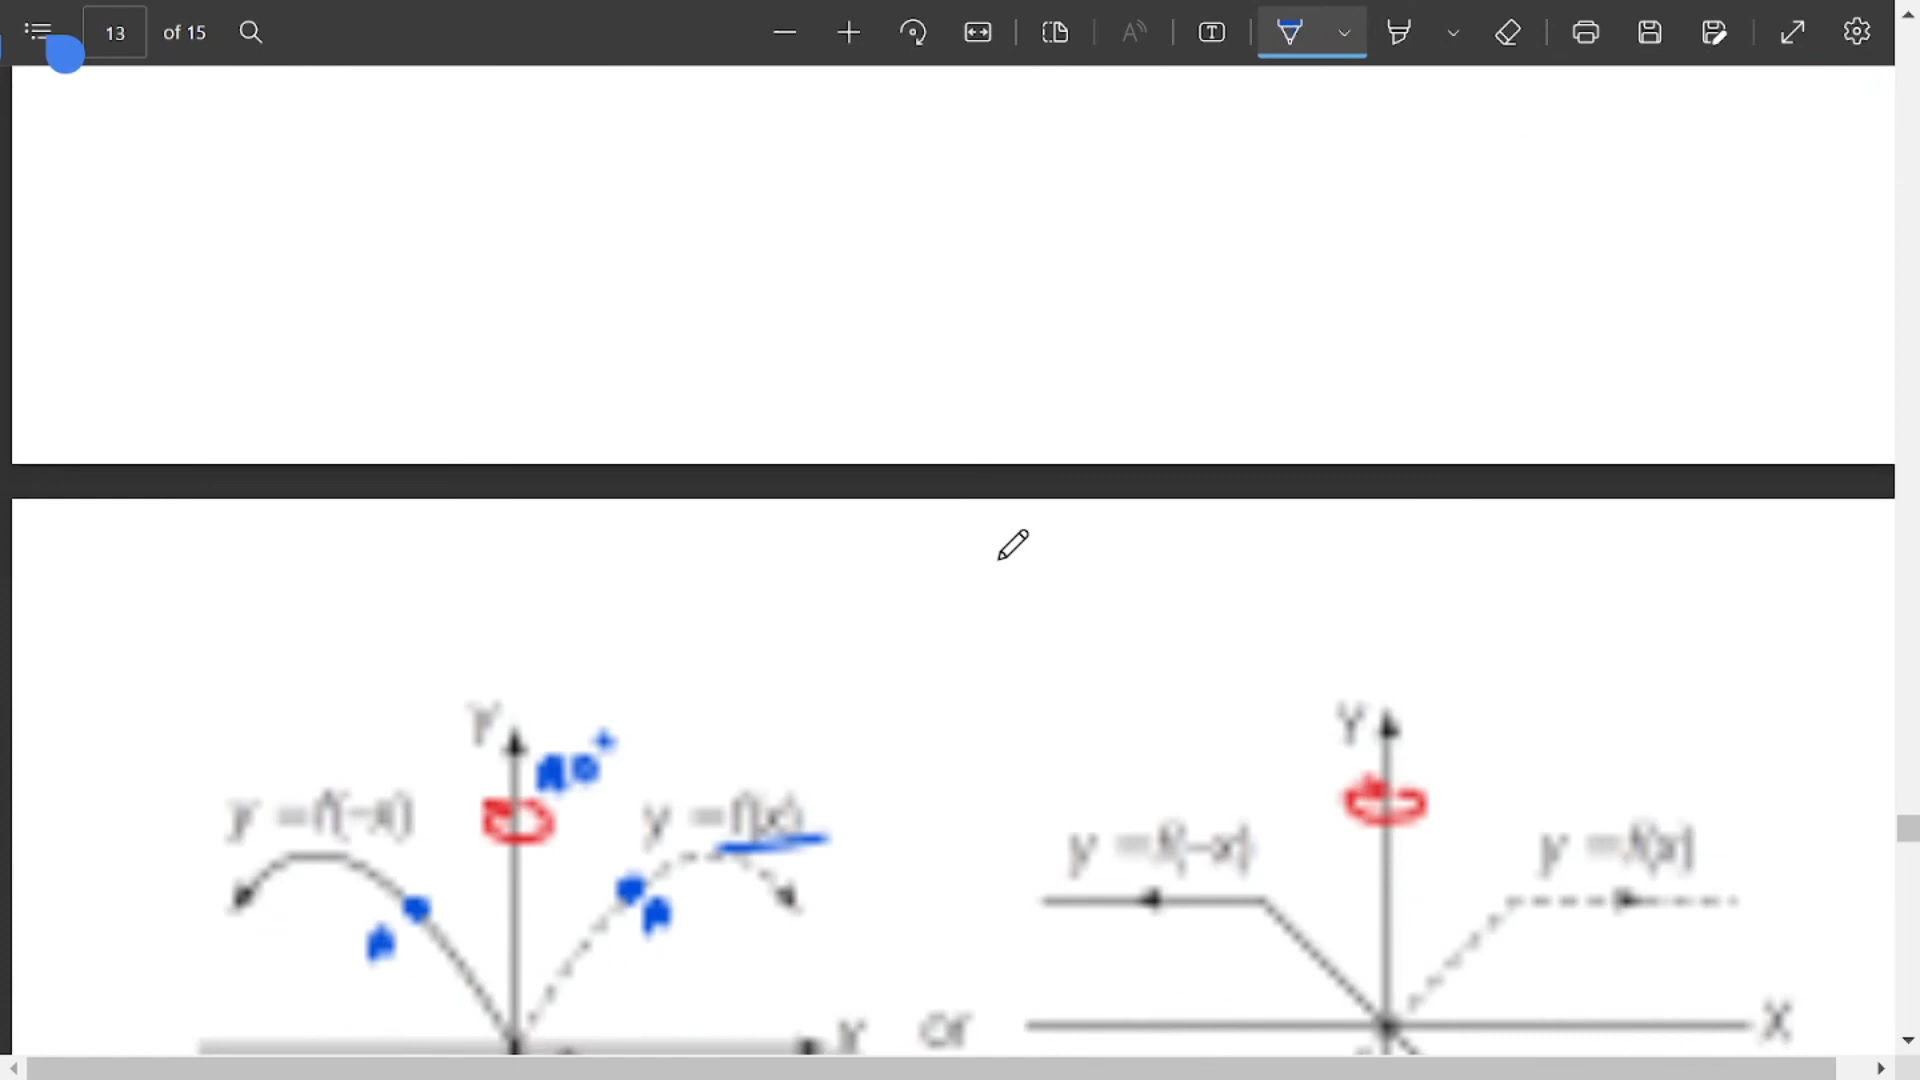 13 of 15
Y
Y
y = f(-x)
y = f(x)
y = f(-x)
y = f(x)
A
A
X or X